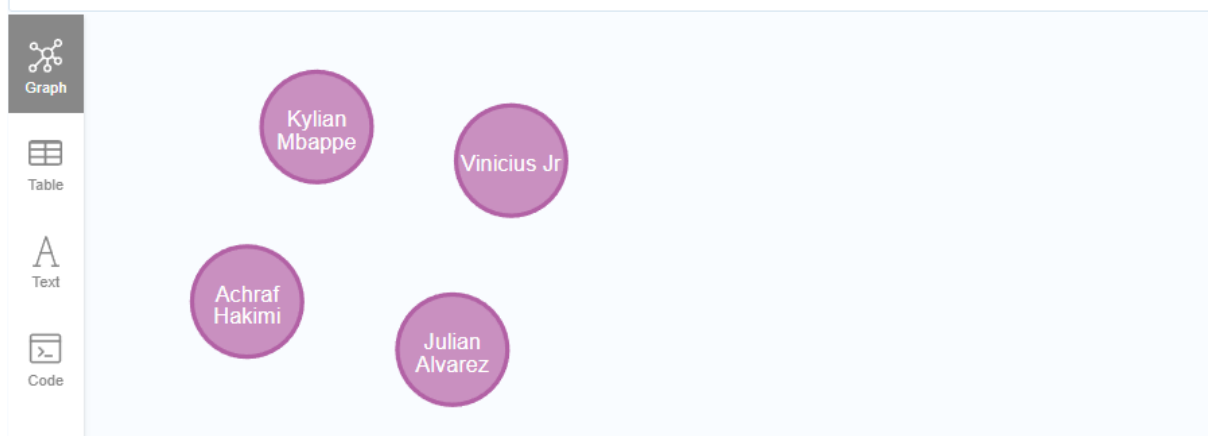 Graph
Table
Text
Code
Kylian
Mbappe
Vinicius Jr
Achraf
Hakimi
Julian
Alvarez